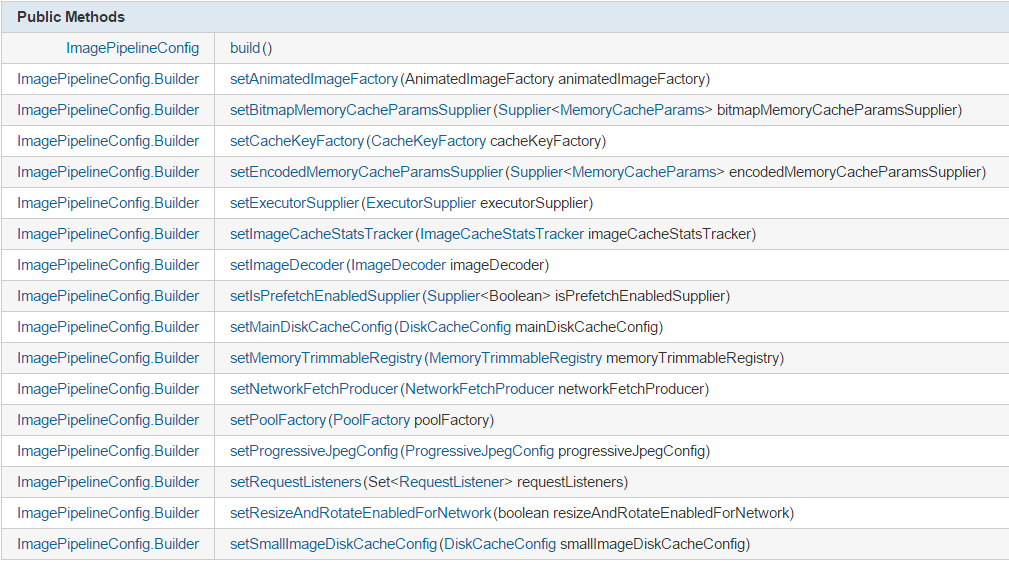 Public Methods
ImagePipelineConfig build()
ImagePipelineConfig.Builder setAnimatedImageFactory(AnimatedImageFactory animatedImageFactory)
ImagePipelineConfig.Builder setBitmapMemoryCacheParamsSupplier(Supplier<MemoryCacheParams> bitmapMemoryCacheParamsSupplier)
ImagePipelineConfig.Builder setCacheKeyFactory(CacheKeyFactory cacheKeyFactory)
ImagePipelineConfig.Builder setEncodedMemoryCacheParamsSupplier(Supplier<MemoryCacheParams> encodedMemoryCacheParamsSupplier)
ImagePipelineConfig.Builder setExecutorSupplier(ExecutorSupplier executorSupplier)
ImagePipelineConfig.Builder setImageCacheStatsTracker(ImageCacheStatsTracker imageCacheStatsTracker)
ImagePipelineConfig.Builder setImageDecoder(ImageDecoder imageDecoder)
ImagePipelineConfig.Builder setIsPrefetchEnabledSupplier(Supplier<Boolean> isPrefetchEnabledSupplier)
ImagePipelineConfig.Builder setMainDiskCacheConfig(DiskCacheConfig mainDiskCacheConfig)
ImagePipelineConfig.Builder setMemoryTrimmableRegistry(MemoryTrimmableRegistry memoryTrimmableRegistry)
ImagePipelineConfig.Builder setNetworkFetchProducer(NetworkFetchProducer networkFetchProducer)
ImagePipelineConfig.Builder setPoolFactory(PoolFactory poolFactory)
ImagePipelineConfig.Builder setProgressiveJpegConfig(ProgressiveJpegConfig progressiveJpegConfig)
ImagePipelineConfig.Builder setRequestListeners(Set<RequestListener> requestListeners)
ImagePipelineConfig.Builder setResizeAndRotateEnabledForNetwork(boolean resizeAndRotateEnabledForNetwork)
ImagePipelineConfig.Builder setSmallImageDiskCacheConfig(DiskCacheConfig smallImageDiskCacheConfig)